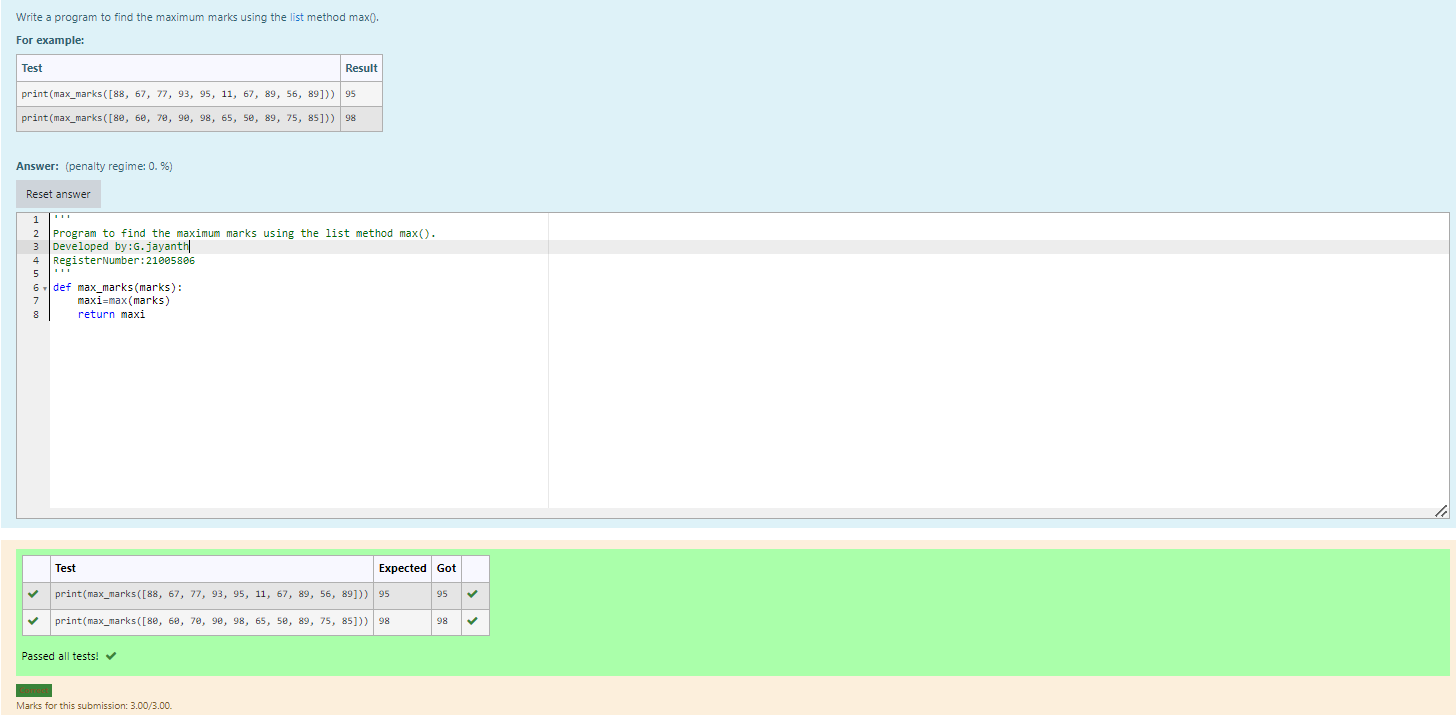 Write a program to find the maximum marks using the list method max().
For example:
Test Result
print(max_marks([88, 67, 77, 93, 95, 11, 67, 89, 56, 89])) 95
print(max_marks([80, 60, 70, 90, 98, 65, 50, 89, 75, 85])) 98
Answer: (penalty regime: 0. %)
Reset answer
1 '''
2 Program to find the maximum marks using the list method max().
3 Developed by:G.jayanth
4 RegisterNumber:21005806
5 '''
6 def max_marks(marks):
7 maxi=max(marks)
8 return maxi
Test Expected Got
print(max_marks([88, 67, 77, 93, 95, 11, 67, 89, 56, 89])) 95 95
print(max_marks([80, 60, 70, 90, 98, 65, 50, 89, 75, 85])) 98 98
Passed all tests!
Marks for this submission: 3.00/3.00.